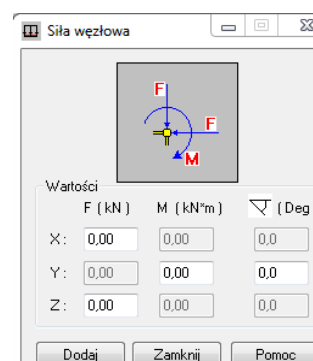 Siła węzłowa
F
F
M
Wartości
F ( kN ) M ( kN*m ) ( Deg
X : 0,00 0,00 0,0
Y : 0,00 0,00 0,0
Z : 0,00 0,00 0,0
Dodaj Zamknij Pomoc